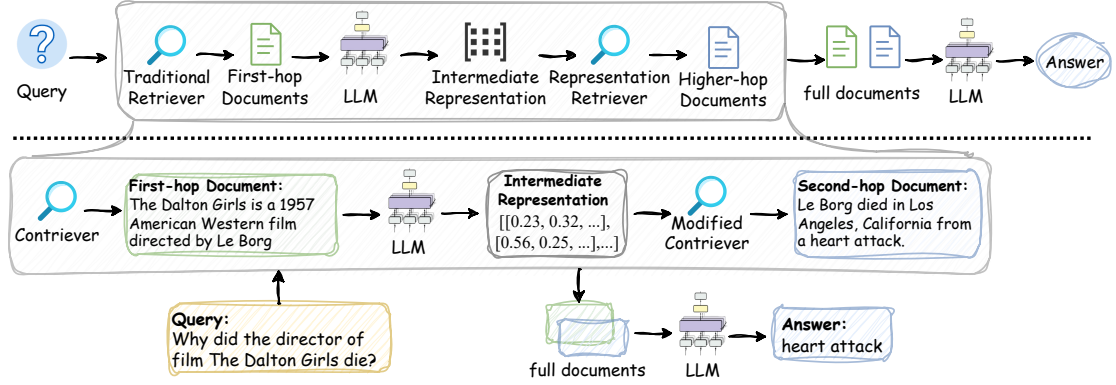 Query
Traditional
Retriever
First-hop
Documents
LLM
Intermediate
Representation
Representation
Retriever
Higher-hop
Documents
full documents
LLM
Answer
Contriever
First-hop Document:
The Dalton Girls is a 1957
American Western film
directed by Le Borg
LLM
Intermediate
Representation
[[0.23, 0.32, ...],
[0.56, 0.25, ...],...]
Modified
Contriever
Second-hop Document:
Le Borg died in Los
Angeles, California from
a heart attack.
Query:
Why did the director of
film The Dalton Girls die?
full documents
LLM
Answer:
heart attack